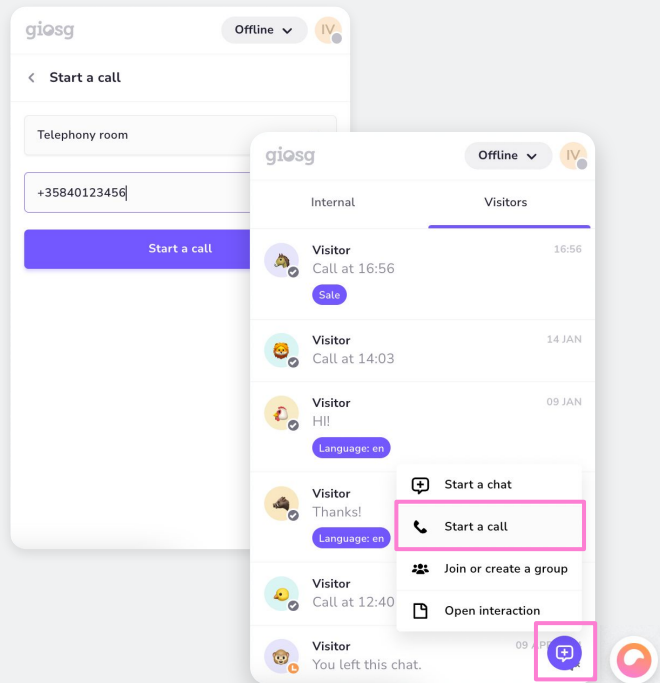 giosg
Offline
IV
Start a call
Telephony room
+35840123456
Start a call
giosg
Offline
IV
Internal
Visitors
Visitor
16:56
Call at 16:56
Sale
Visitor
14 JAN
Call at 14:03
Visitor
09 JAN
HI!
Language: en
Visitor
Thanks!
Language: en
Visitor
Call at 12:40
Visitor
You left this chat.
09
Start a chat
Start a call
Join or create a group
Open interaction